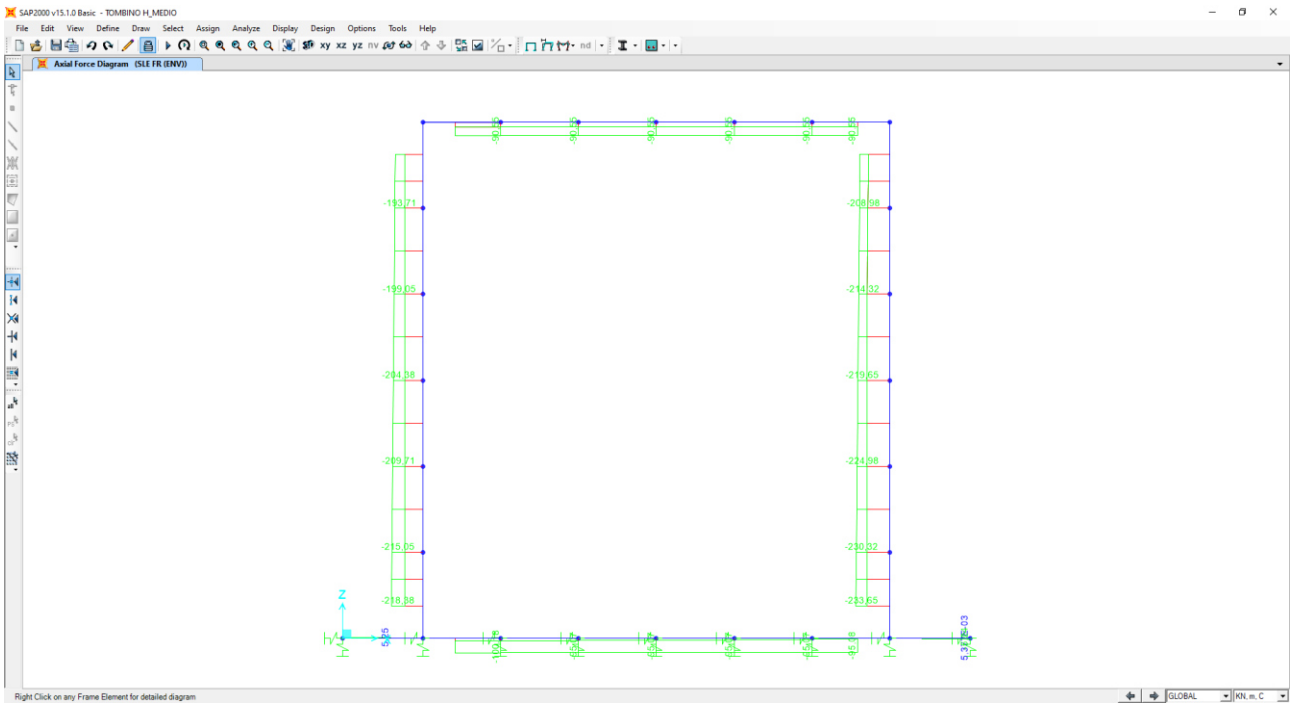 SAP2000 v15.1.0 Basic - TOMBINO H_MEDIO
File Edit View Define Draw Select Assign Analyze Display Design Options Tools Help
xy xz yz nv nd
Axial Force Diagram (SLE FR (ENV))
-90,55 -90,55 -90,55 -90,55 -90,55
-193,71 -208,98
-199,05 -214,32
-204,38 -219,65
-209,71 -224,98
-215,05 -230,32
-218,38 -233,65
Z
5,25 -95,38
Right Click on any Frame Element for detailed diagram
GLOBAL KN, m, C